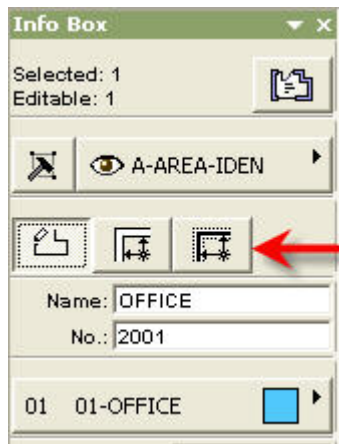 Info Box
Selected: 1
Editable: 1
A-AREA-IDEN
Name: OFFICE
No.: 2001
01 01-OFFICE